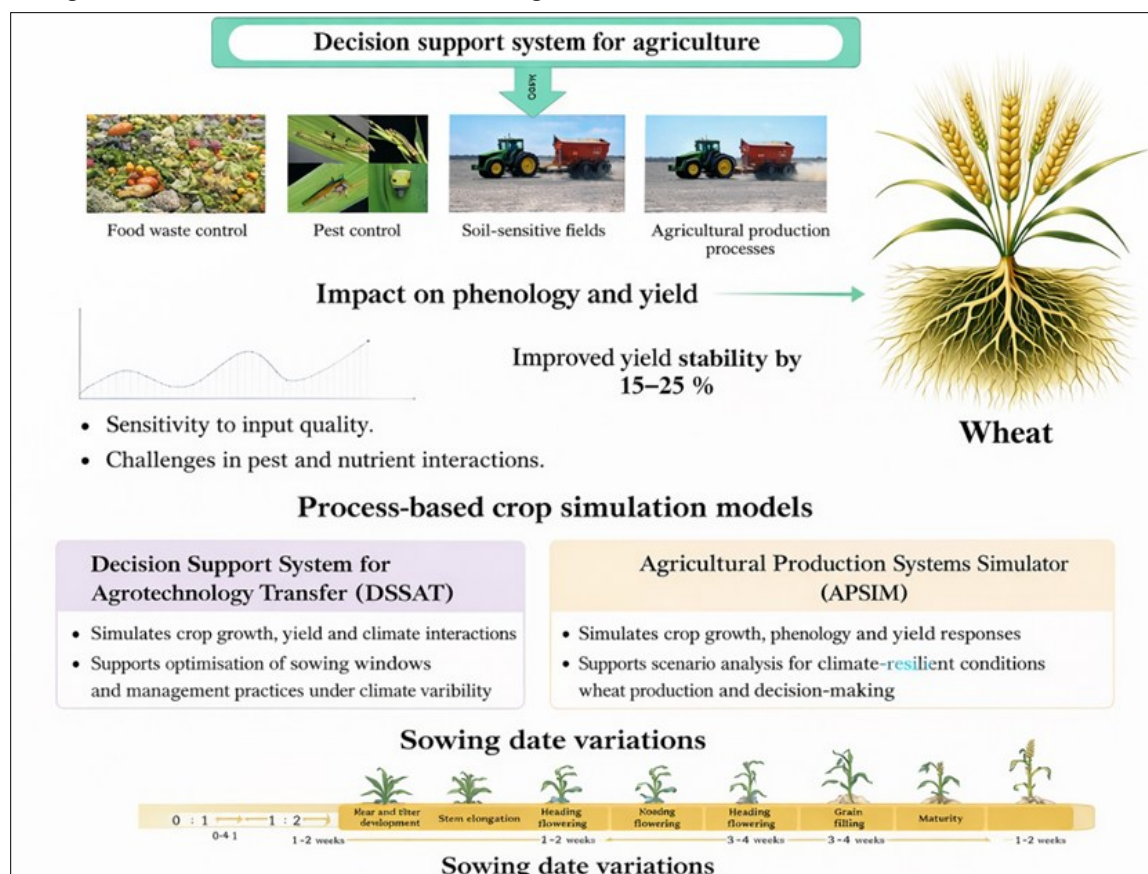 Decision support system for agriculture
Food waste control
Pest control
Soil-sensitive fields
Agricultural production
processes
Impact on phenology and yield
Improved yield stability by
15–25 %
Wheat
• Sensitivity to input quality.
• Challenges in pest and nutrient interactions.
Process-based crop simulation models
Decision Support System for
Agrotechnology Transfer (DSSAT)
• Simulates crop growth, yield and climate interactions
• Supports optimisation of sowing windows
and management practices under climate varibility
Agricultural Production Systems Simulator
(APSIM)
• Simulates crop growth, phenology and yield responses
• Supports scenario analysis for climate-resilient conditions
wheat production and decision-making
Sowing date variations
0 : 1
1 : 2
0-4 1
1-2 weeks
and
development
Stem elongation
Heading
flowering
flowering
Heading
flowering
Grain
filling
Maturity
1-2 weeks
3-4 weeks
3-4 weeks
1-2 weeks
Sowing date variations